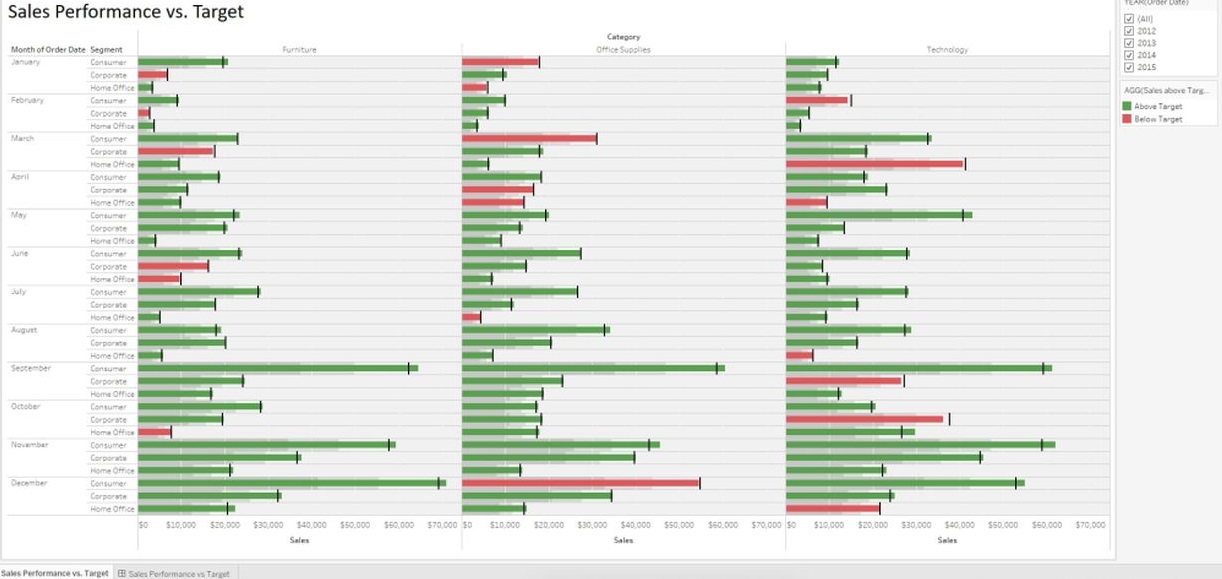 Sales Performance vs. Target
YEAR(Order Date)
(All)
2012
2013
2014
2015
AGG(Sales above Targ...
Above Target
Below Target
Category
Month of Order Date Segment Furniture Office Supplies Technology
January Consumer
Corporate
Home Office
February Consumer
Corporate
Home Office
March Consumer
Corporate
Home Office
April Consumer
Corporate
Home Office
May Consumer
Corporate
Home Office
June Consumer
Corporate
Home Office
July Consumer
Corporate
Home Office
August Consumer
Corporate
Home Office
September Consumer
Corporate
Home Office
October Consumer
Corporate
Home Office
November Consumer
Corporate
Home Office
December Consumer
Corporate
Home Office
$0 $10,000 $20,000 $30,000 $40,000 $50,000 $60,000 $70,000 $0 $10,000 $20,000 $30,000 $40,000 $50,000 $60,000 $70,000 $0 $10,000 $20,000 $30,000 $40,000 $50,000 $60,000 $70,000
Sales Sales Sales
Sales Performance vs. Target Sales Performance vs Target